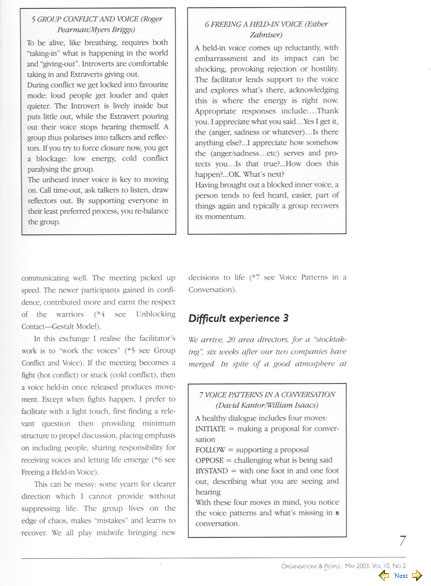 5 GROUP CONFLICT AND VOICE (Roger
Pearman/Myers Briggs)
To be alive, like breathing, requires both
"taking-in" what is happening in the world
and "giving-out". Introverts are comfortable
taking in and Extraverts giving out.
During conflict we get locked into favourite
mode: loud people get louder and quiet
quieter. The Introvert is lively inside but
puts little out, while the Extravert pouring
out their voice stops hearing themself. A
group thus polarises into talkers and reflec-
tors. If you try to force closure now, you get
a blockage: low energy, cold conflict
paralysing the group.
The unheard inner voice is key to moving
on. Call time-out, ask talkers to listen, draw
reflectors out. By supporting everyone in
their least preferred process, you re-balance
the group.
6 FREEING A HELD-IN VOICE (Esther
Zahniser)
A held-in voice comes up reluctantly, with
embarrassment and its impact can be
shocking, provoking rejection or hostility.
The facilitator lends support to the voice
and explores what's there, acknowledging
this is where the energy is right now.
Appropriate responses include:...Thank
you. I appreciate what you said...Yes I get it,
the (anger, sadness or whatever)...Is there
anything else?...I appreciate how somehow
the (anger/sadness...etc) serves and pro-
tects you...Is that true?...How does this
happen?...OK. What's next?
Having brought out a blocked inner voice, a
person tends to feel heard, easier, part of
things again and typically a group recovers
its momentum.
communicating well. The meeting picked up
speed. The newer participants gained in confi-
dence, contributed more and earnt the respect
of the warriors (*4 see Unblocking
Contact—Gestalt Model).
In this exchange I realise the facilitator's
work is to "work the voices" (*5 see Group
Conflict and Voice). If the meeting becomes a
fight (hot conflict) or stuck (cold conflict), then
a voice held-in once released produces move-
ment. Except when fights happen, I prefer to
facilitate with a light touch, first finding a rele-
vant question then providing minimum
structure to propel discussion, placing emphasis
on including people, sharing responsibility for
receiving voices and letting life emerge (*6 see
Freeing a Held-in Voice).
This can be messy: some yearn for clearer
direction which I cannot provide without
suppressing life. The group lives on the
edge of chaos, makes "mistakes" and learns to
recover. We all play midwife bringing new
decisions to life (*7 see Voice Patterns in a
Conversation).
Difficult experience 3
We arrive, 20 area directors, for a "stocktak-
ing", six weeks after our two companies have
merged. In spite of a good atmosphere at
7 VOICE PATTERNS IN A CONVERSATION
(David Kantor/William Isaacs)
A healthy dialogue includes four moves:
INITIATE = making a proposal for conver-
sation
FOLLOW = supporting a proposal
OPPOSE = challenging what is being said
BYSTAND = with one foot in and one foot
out, describing what you are seeing and
hearing
With these four moves in mind, you notice
the voice patterns and what's missing in s
conversation.
7
ORGANISATIONS & PEOPLE, MAY 2003, VOL 10, NO 2
Next